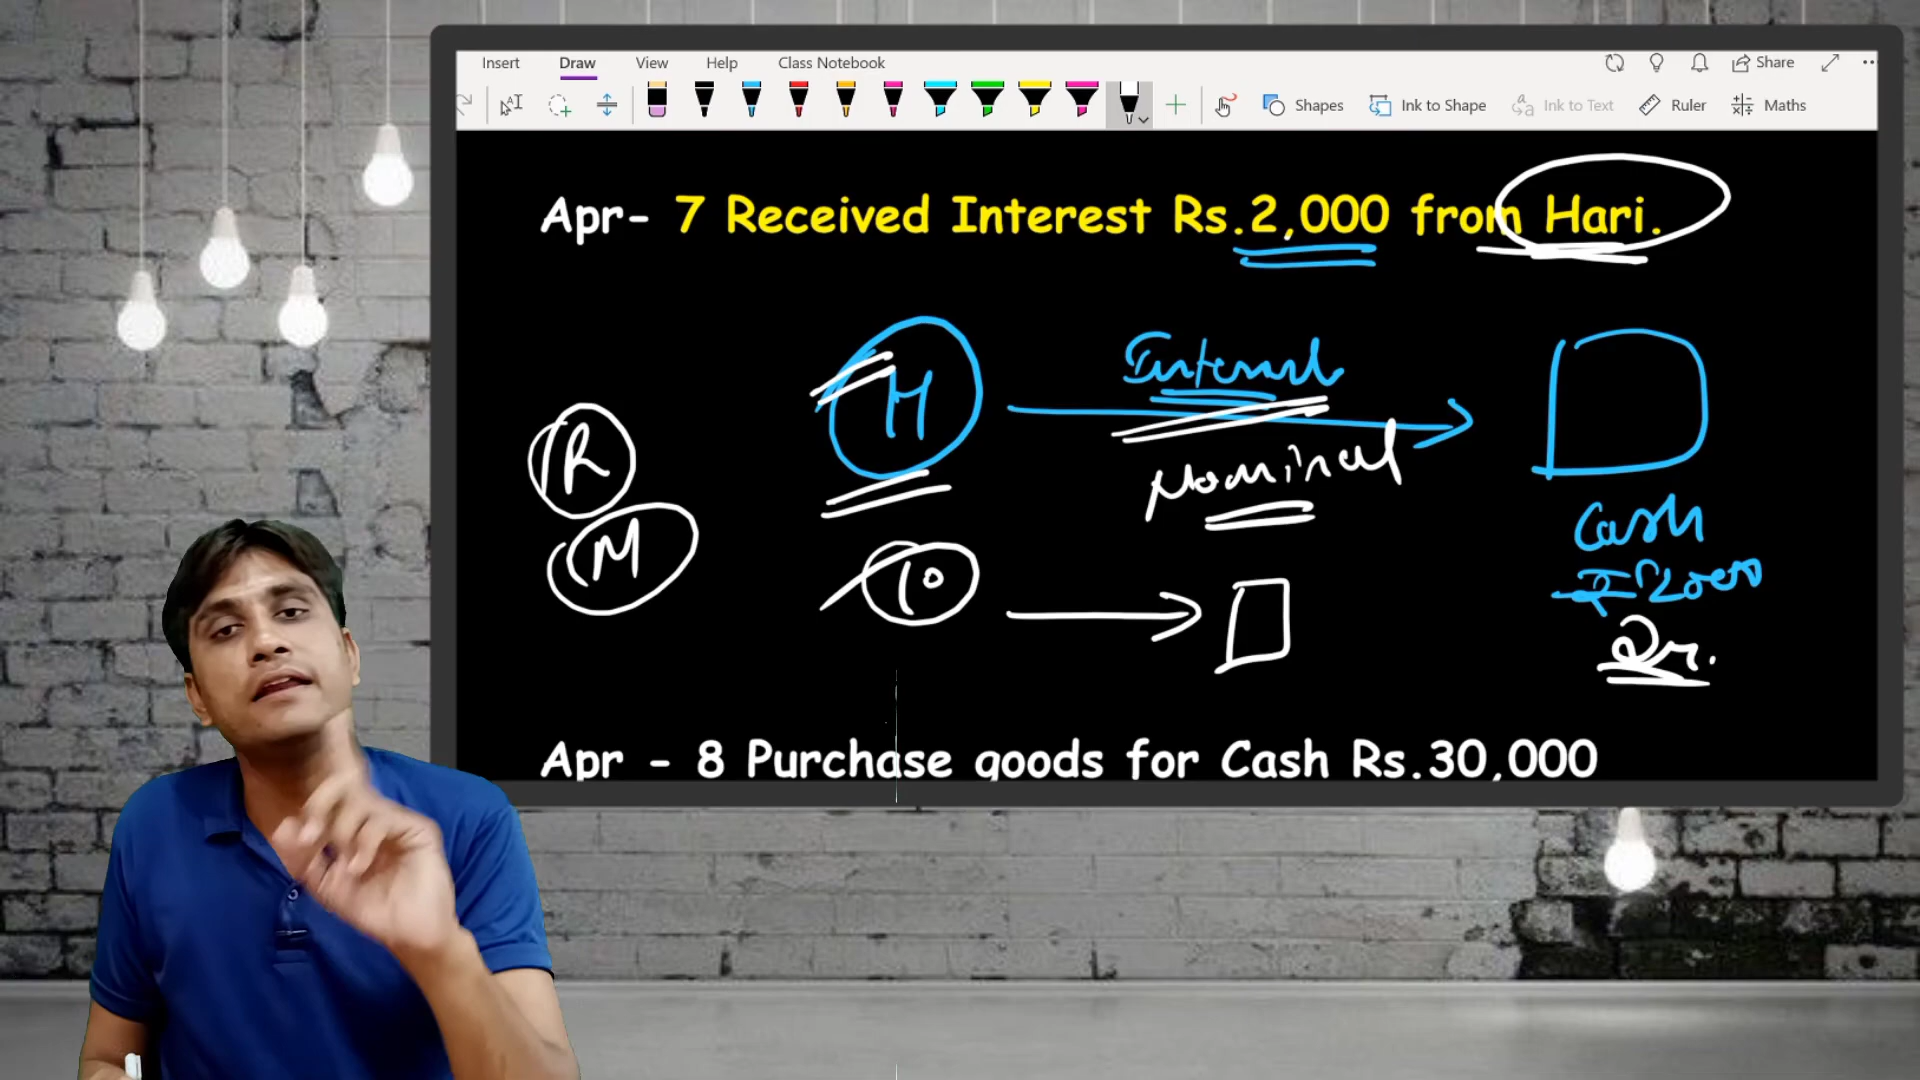 Insert Draw View Help Class Notebook Share
Shapes Ink to Shape Ink to Text Ruler Maths
Apr- 7 Received Interest Rs.2,000 from Hari.
H Interest
R Nominal
M Cash
10 ₹2000
Dr.
Apr - 8 Purchase goods for Cash Rs.30,000